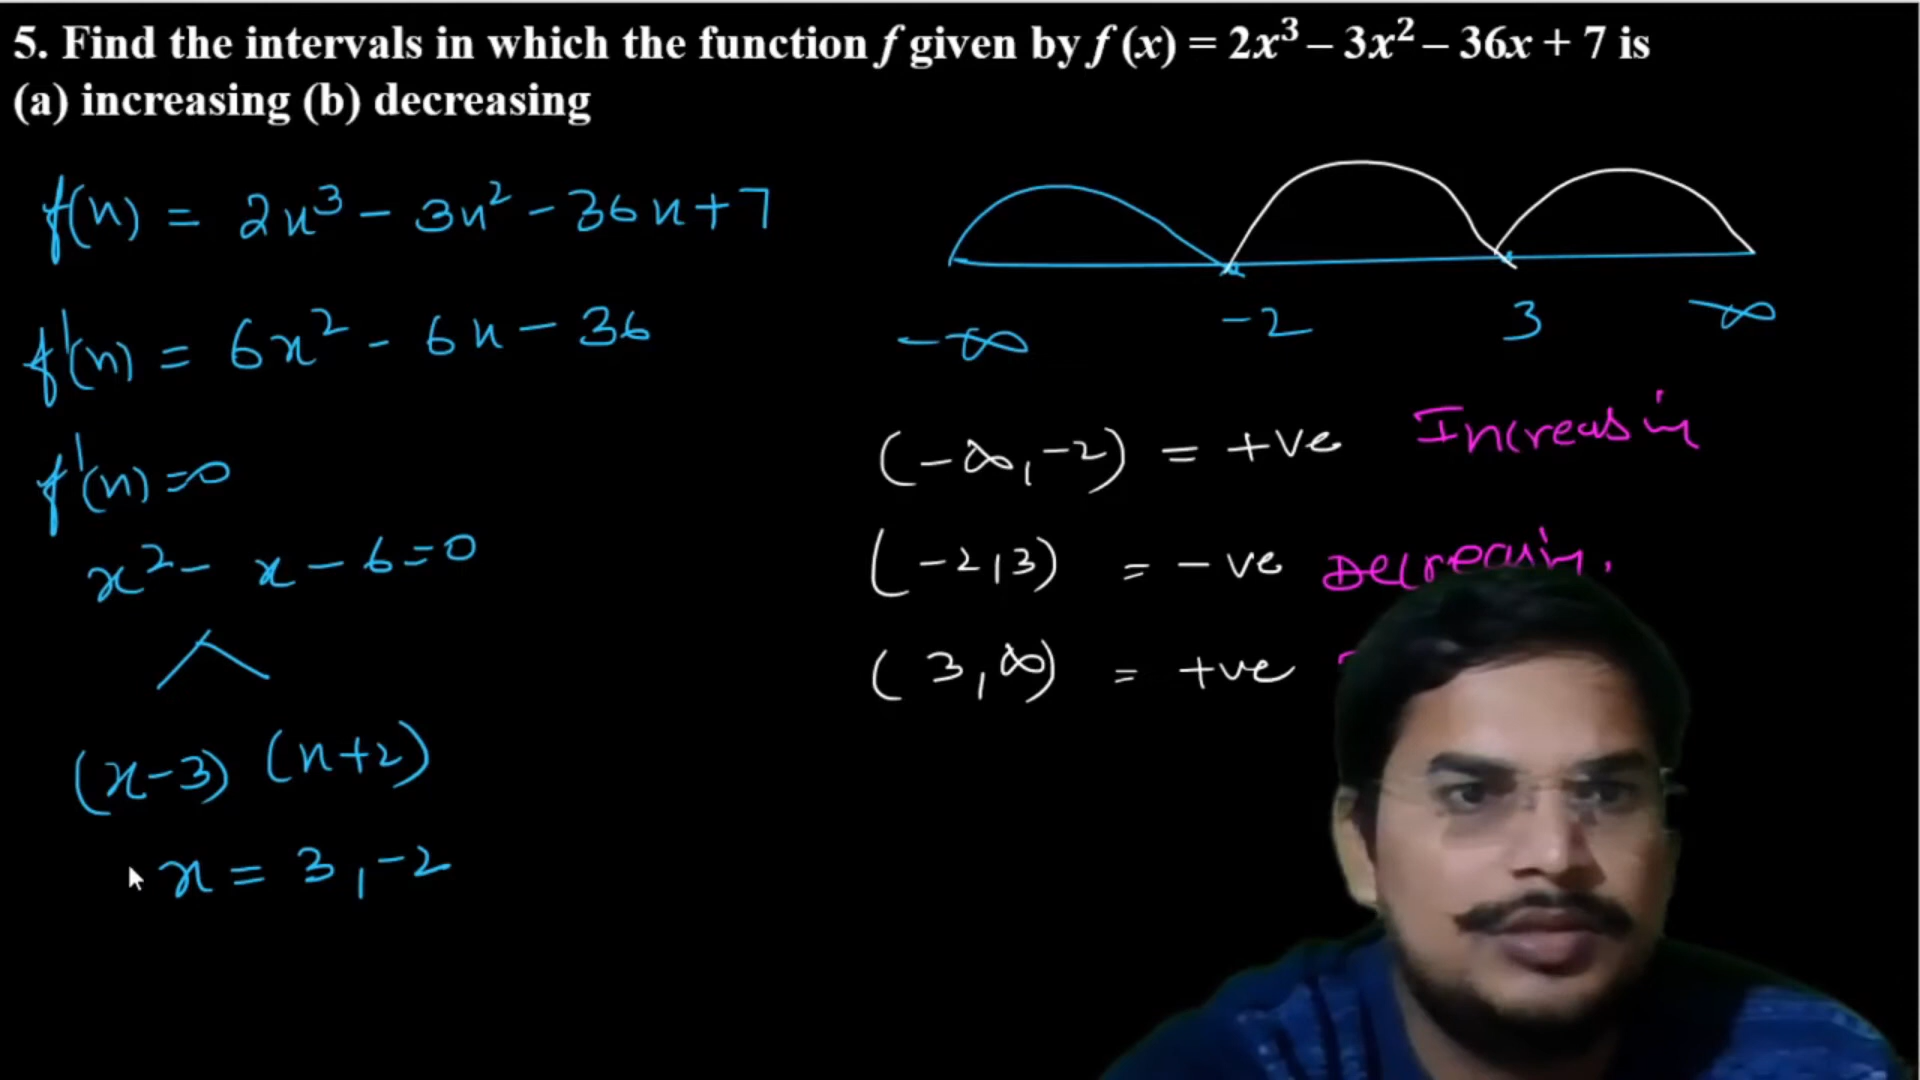 5. Find the intervals in which the function f given by f (x) = 2x³ – 3x² – 36x + 7 is
(a) increasing (b) decreasing
f(x) = 2x³ - 3x² - 36x + 7
f'(x) = 6x² - 6x - 36
f'(x) = 0
x² - x - 6 = 0
(x-3) (x+2)
x = 3, -2
-∞ -2 3 ∞
(-∞, -2) = +ve Increasin
(-2, 3) = -ve Decreasin.
(3, ∞) = +ve